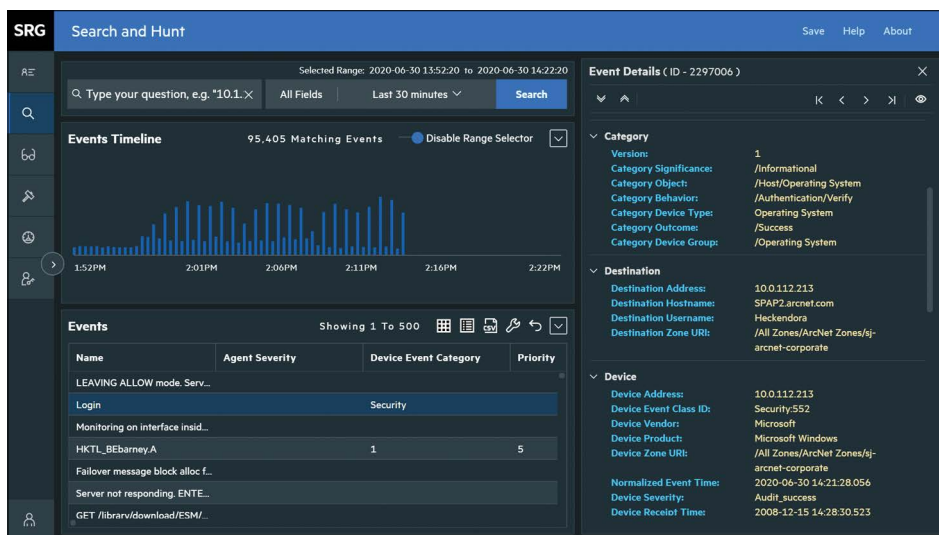 SRG
Search and Hunt
Save Help About
Selected Range: 2020-06-30 13:52:20 to 2020-06-30 14:22:20
Type your question, e.g. "10.1. All Fields Last 30 minutes Search
Events Timeline 95,405 Matching Events Disable Range Selector
1:52PM 2:01PM 2:06PM 2:11PM 2:16PM 2:22PM
Events Showing 1 To 500 CSV
Name Agent Severity Device Event Category Priority
LEAVING ALLOW mode. Serv...
Login Security
Monitoring on interface insid...
HKTL_BEbarney.A 1 5
Failover message block alloc f...
Server not responding. ENTE...
GET /library/download/ESM/...
Event Details ( ID - 2297006 )
Category
Version: 1
Category Significance: /Informational
Category Object: /Host/Operating System
Category Behavior: /Authentication/Verify
Category Device Type: Operating System
Category Outcome: /Success
Category Device Group: /Operating System
Destination
Destination Address: 10.0.112.213
Destination Hostname: SPAP2.arcnet.com
Destination Username: Heckendora
Destination Zone URI: /All Zones/ArcNet Zones/sj-
arcnet-corporate
Device
Device Address: 10.0.112.213
Device Event Class ID: Security:552
Device Vendor: Microsoft
Device Product: Microsoft Windows
Device Zone URI: /All Zones/ArcNet Zones/sj-
arcnet-corporate
Normalized Event Time: 2020-06-30 14:21:28.056
Device Severity: Audit_success
Device Receipt Time: 2008-12-15 14:28:30.523